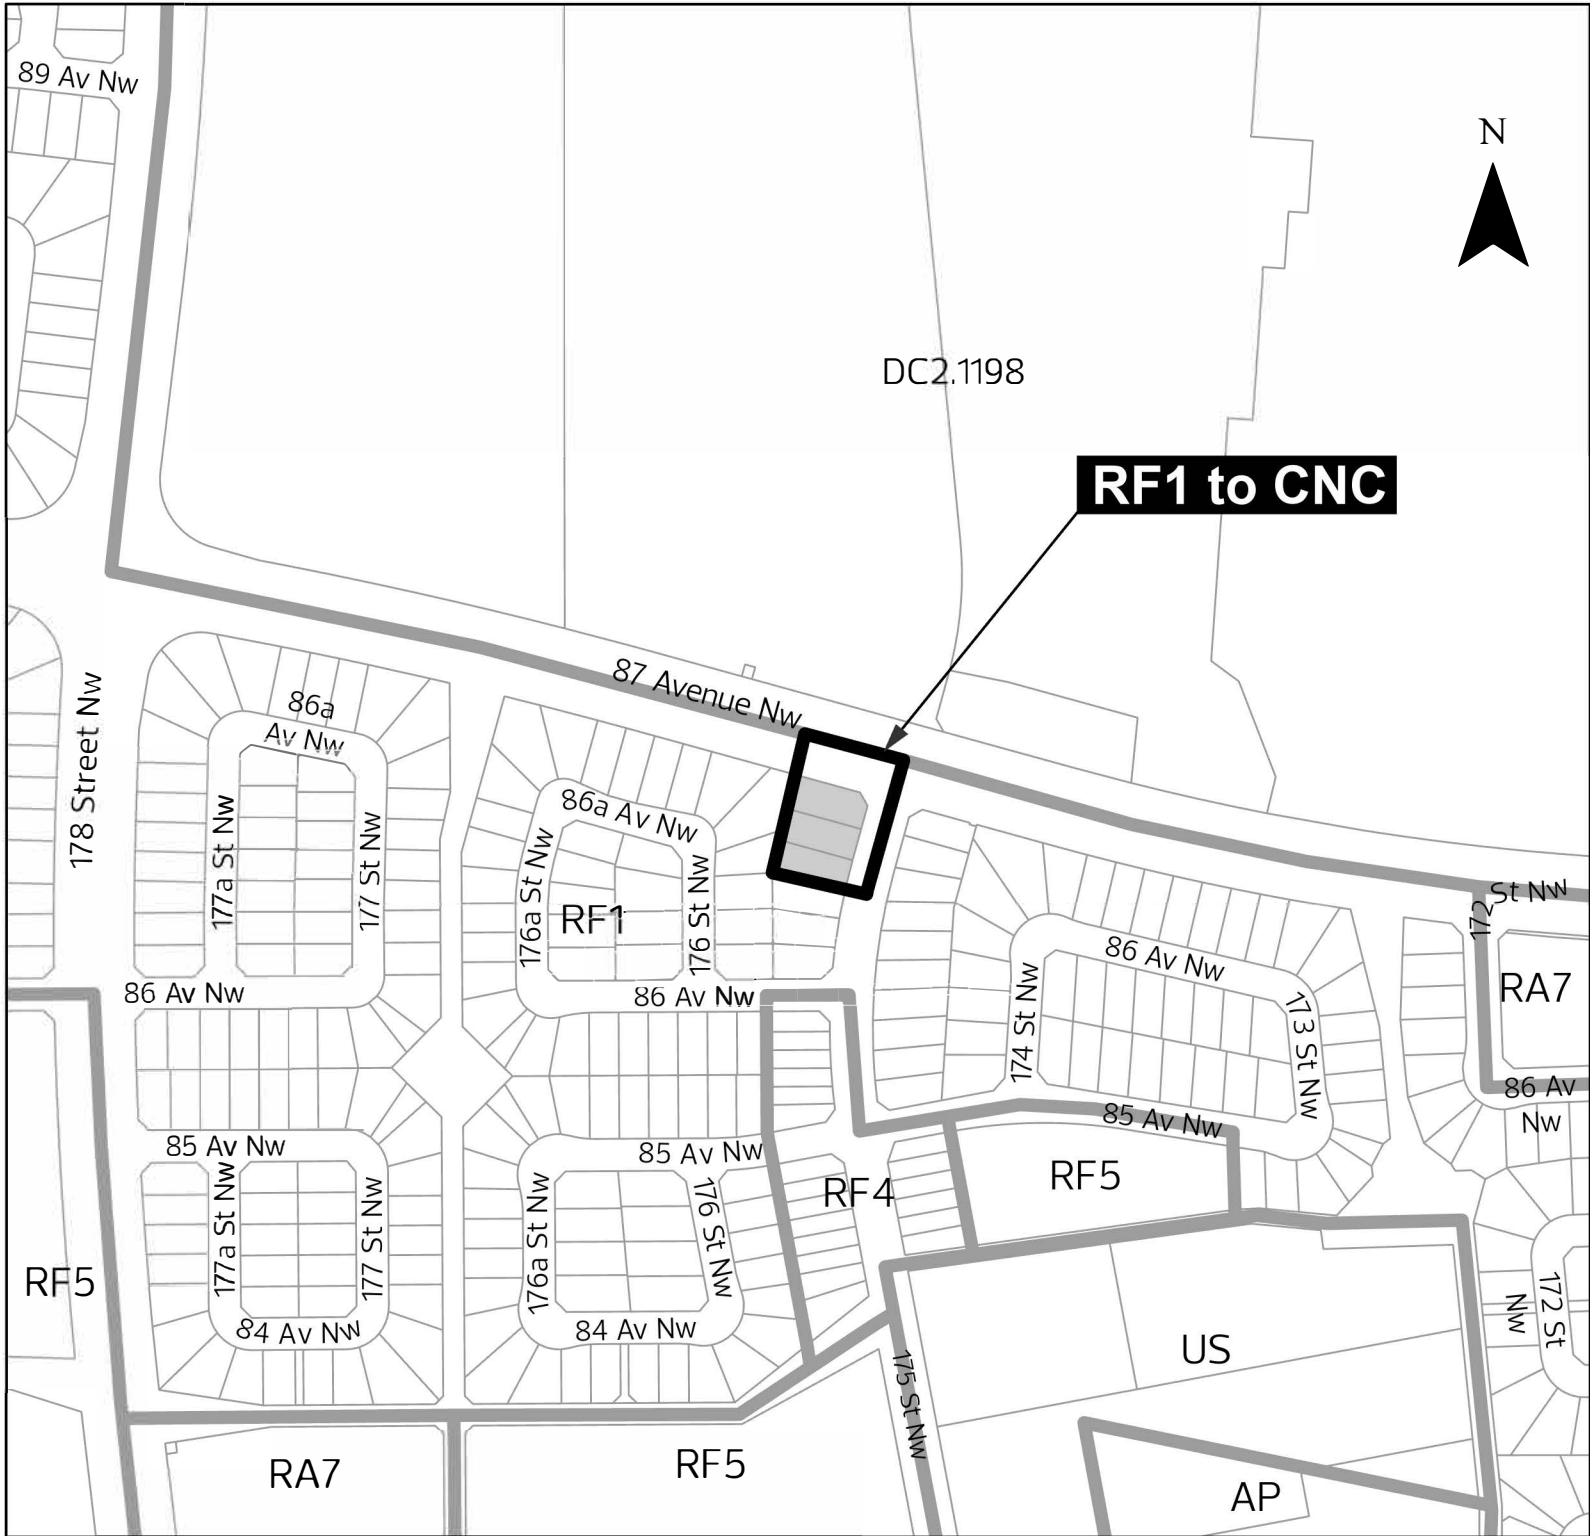 89 Av Nw
N
DC2.1198
RF1 to CNC
87 Avenue Nw
178 Street Nw
86a
Av Nw
177a St Nw
177 St Nw
86a Av Nw
176a St Nw
RF1
176 St Nw
172
St Nw
86 Av Nw
174 St Nw
173 St Nw
RA7
86 Av Nw
86 Av Nw
86 Av
Nw
85 Av Nw
85 Av Nw
85 Av Nw
RF4
RF5
RF5
177a St Nw
177 St Nw
176a St Nw
176 St Nw
84 Av Nw
84 Av Nw
175 St Nw
US
172 St
Nw
RA7
RF5
AP